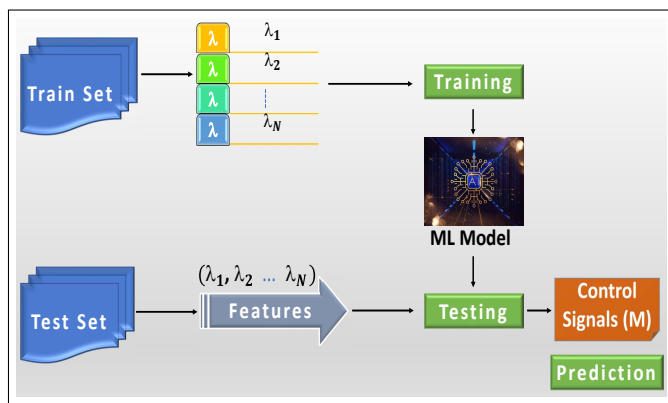 λ λ₁
Train Set
λ λ₂
Training
λ
λ λ_N
AI
ML Model
(λ₁, λ₂ ... λ_N)
Test Set
Features
Testing
Control
Signals (M)
Prediction